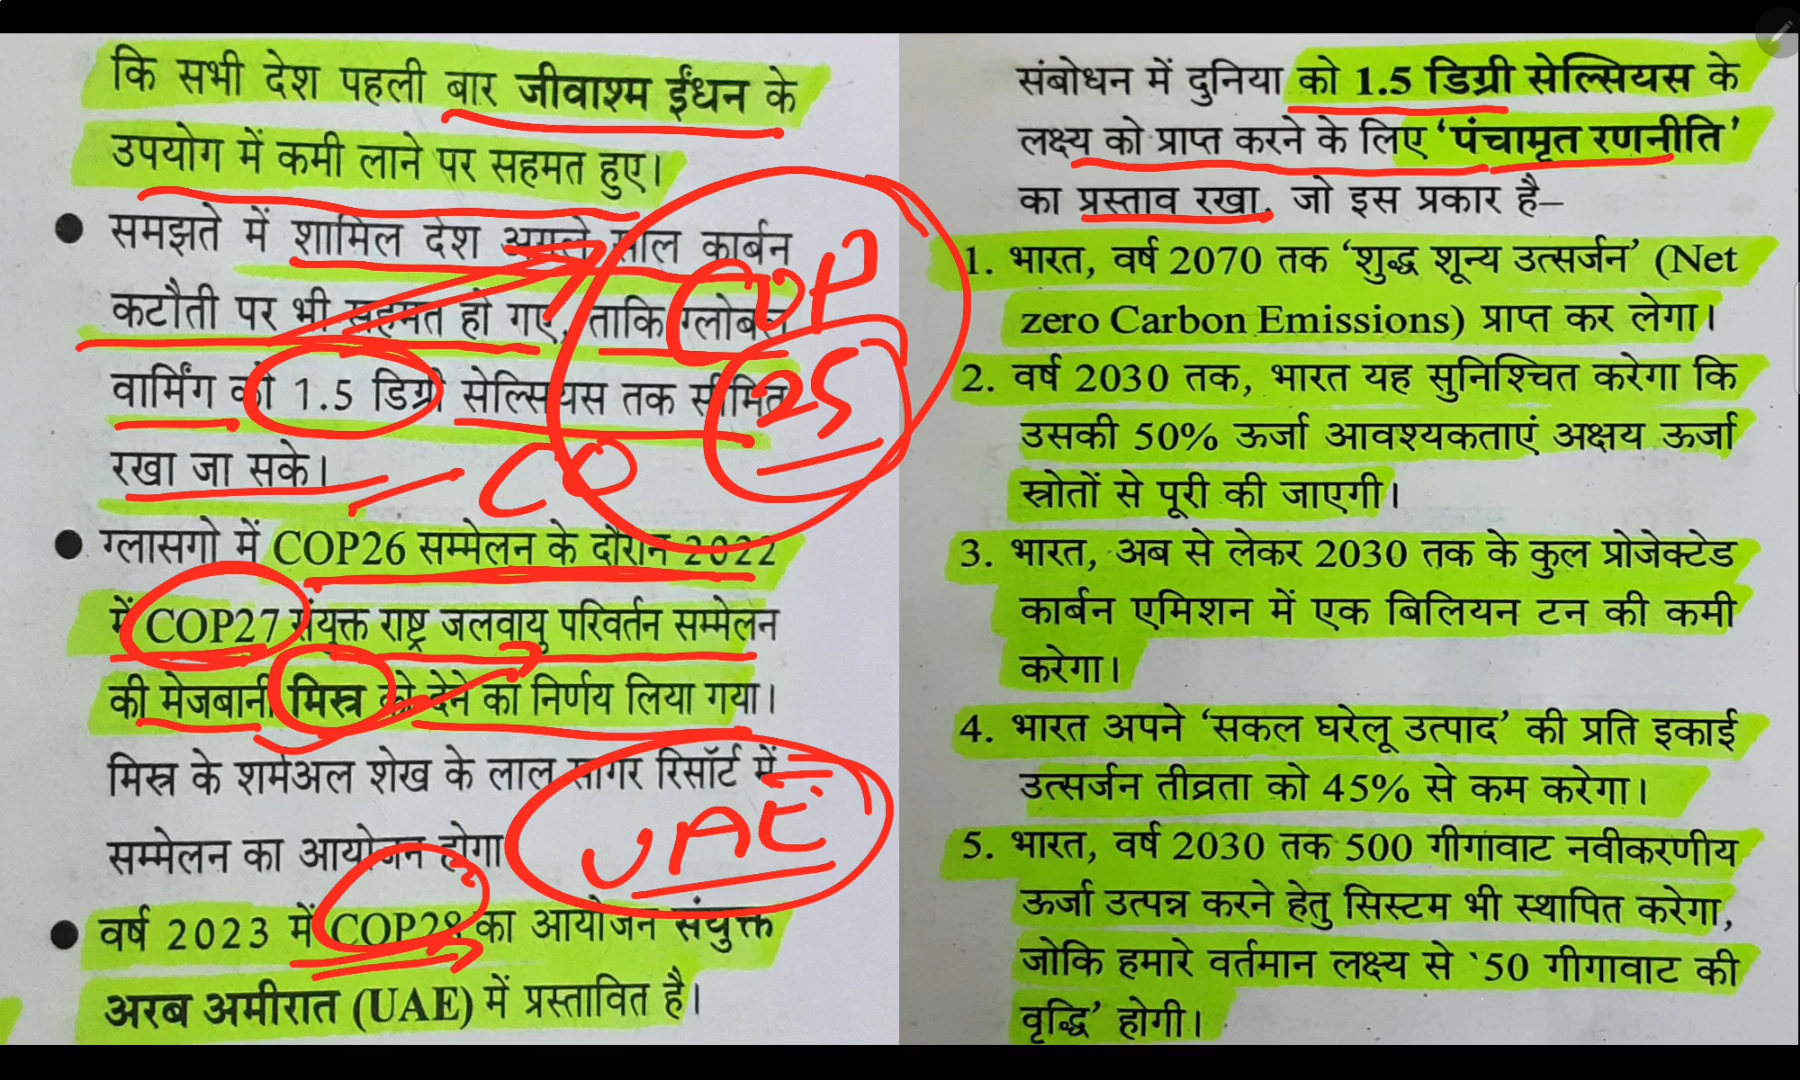 कि सभी देश पहली बार जीवाश्म ईंधन के
उपयोग में कमी लाने पर सहमत हुए।
● समझते में शामिल देश अगले साल कार्बन
कटौती पर भी सहमत हो गए, ताकि ग्लोबल
वार्मिंग को 1.5 डिग्री सेल्सियस तक सीमित
रखा जा सके।
● ग्लासगो में COP26 सम्मेलन के दौरान 2022
में COP27 संयुक्त राष्ट्र जलवायु परिवर्तन सम्मेलन
की मेजबानी मिस्र को देने का निर्णय लिया गया।
मिस्र के शर्मअल शेख के लाल सागर रिसॉर्ट में
सम्मेलन का आयोजन होगा
● वर्ष 2023 में COP28 का आयोजन संयुक्त
अरब अमीरात (UAE) में प्रस्तावित है।
COP
25
CO
UAE
संबोधन में दुनिया को 1.5 डिग्री सेल्सियस के
लक्ष्य को प्राप्त करने के लिए ‘पंचामृत रणनीति’
का प्रस्ताव रखा. जो इस प्रकार है–
1. भारत, वर्ष 2070 तक ‘शुद्ध शून्य उत्सर्जन’ (Net
zero Carbon Emissions) प्राप्त कर लेगा।
2. वर्ष 2030 तक, भारत यह सुनिश्चित करेगा कि
उसकी 50% ऊर्जा आवश्यकताएं अक्षय ऊर्जा
स्त्रोतों से पूरी की जाएगी।
3. भारत, अब से लेकर 2030 तक के कुल प्रोजेक्टेड
कार्बन एमिशन में एक बिलियन टन की कमी
करेगा।
4. भारत अपने ‘सकल घरेलू उत्पाद’ की प्रति इकाई
उत्सर्जन तीव्रता को 45% से कम करेगा।
5. भारत, वर्ष 2030 तक 500 गीगावाट नवीकरणीय
ऊर्जा उत्पन्न करने हेतु सिस्टम भी स्थापित करेगा,
जोकि हमारे वर्तमान लक्ष्य से `50 गीगावाट की
वृद्धि’ होगी।